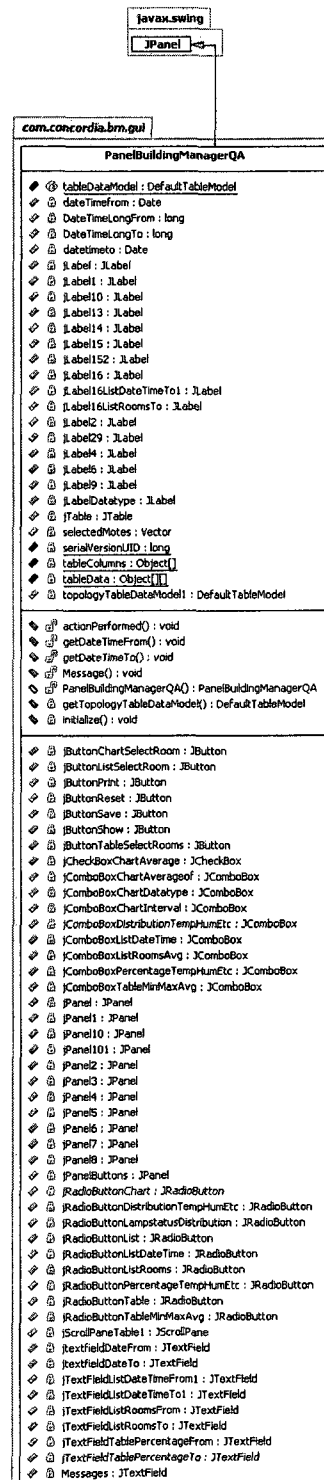 javax.swing
JPanel
com.concordia.bm.gui
PanelBuildingManagerQA
tableDataModel : DefaultTableModel
dateTimefrom : Date
DateTimeLongFrom : long
DateTimeLongTo : long
datetimeto : Date
jLabel : JLabel
jLabel1 : JLabel
jLabel10 : JLabel
jLabel13 : JLabel
jLabel14 : JLabel
jLabel15 : JLabel
jLabel152 : JLabel
jLabel16 : JLabel
jLabel16ListDateTimeTo1 : JLabel
jLabel16ListRoomsTo : JLabel
jLabel2 : JLabel
jLabel29 : JLabel
jLabel4 : JLabel
jLabel6 : JLabel
jLabel9 : JLabel
jLabelDatatype : JLabel
jTable : JTable
selectedMotes : Vector
serialVersionUID : long
tableColumns : Object[]
tableData : Object[][]
topologyTableDataModel1 : DefaultTableModel
actionPerformed() : void
getDateTimeFrom() : void
getDateTimeTo() : void
Message() : void
PanelBuildingManagerQA() : PanelBuildingManagerQA
getTopologyTableDataModel() : DefaultTableModel
initialize() : void
jButtonChartSelectRoom : JButton
jButtonListSelectRoom : JButton
jButtonPrint : JButton
jButtonReset : JButton
jButtonSave : JButton
jButtonShow : JButton
jButtonTableSelectRooms : JButton
jCheckBoxChartAverage : JCheckBox
jComboBoxChartAverageof : JComboBox
jComboBoxChartDatatype : JComboBox
jComboBoxChartInterval : JComboBox
jComboBoxDistributionTempHumEtc : JComboBox
jComboBoxListDateTime : JComboBox
jComboBoxListRoomsAvg : JComboBox
jComboBoxPercentageTempHumEtc : JComboBox
jComboBoxTableMinMaxAvg : JComboBox
jPanel : JPanel
jPanel1 : JPanel
jPanel10 : JPanel
jPanel101 : JPanel
jPanel2 : JPanel
jPanel3 : JPanel
jPanel4 : JPanel
jPanel5 : JPanel
jPanel6 : JPanel
jPanel7 : JPanel
jPanel8 : JPanel
jPanelButtons : JPanel
jRadioButtonChart : JRadioButton
jRadioButtonDistributionTempHumEtc : JRadioButton
jRadioButtonLampstatusDistribution : JRadioButton
jRadioButtonList : JRadioButton
jRadioButtonListDateTime : JRadioButton
jRadioButtonListRooms : JRadioButton
jRadioButtonPercentageTempHumEtc : JRadioButton
jRadioButtonTable : JRadioButton
jRadioButtonTableMinMaxAvg : JRadioButton
jScrollPaneTable1 : JScrollPane
jtextfieldDateFrom : JTextField
jtextfieldDateTo : JTextField
jTextFieldListDateTimeFrom1 : JTextField
jTextFieldListDateTimeTo1 : JTextField
jTextFieldListRoomsFrom : JTextField
jTextFieldListRoomsTo : JTextField
jTextFieldTablePercentageFrom : JTextField
jTextFieldTablePercentageTo : JTextField
Messages : JTextField